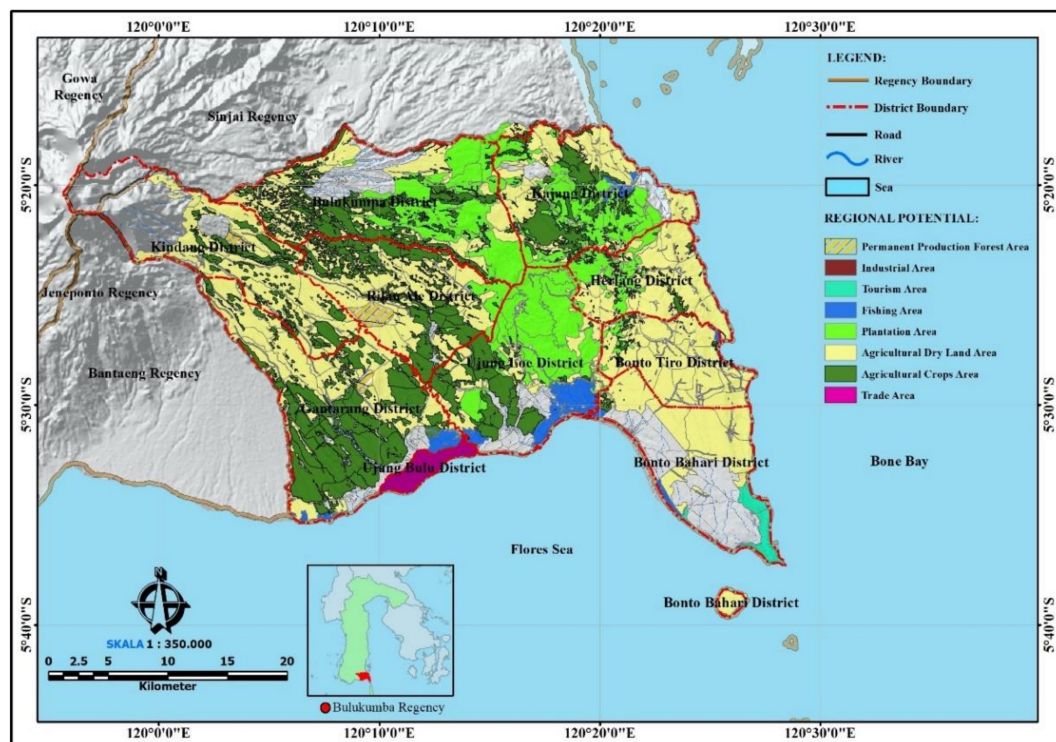 120°0'0"E 120°10'0"E 120°20'0"E 120°30'0"E
Gowa
Regency
Sinjai Regency
5°20'0"S
5°20'0"S
Kajang District
Bulukumpa District
Kindang District
Jeneponto Regency
Herlang District
Rilau Ale District
Bantaeng Regency
Ujung Loe District
Bonto Tiro District
5°30'0"S
5°30'0"S
Gantarang District
Ujang Bulu District
Bonto Bahari District
Bone Bay
Flores Sea
Bonto Bahari District
5°40'0"S
5°40'0"S
N
SKALA 1 : 350.000
0 2.5 5 10 15 20
Kilometer
Bulukumba Regency
120°0'0"E 120°10'0"E 120°20'0"E 120°30'0"E
LEGEND:
Regency Boundary
District Boundary
Road
River
Sea
REGIONAL POTENTIAL:
Permanent Production Forest Area
Industrial Area
Tourism Area
Fishing Area
Plantation Area
Agricultural Dry Land Area
Agricultural Crops Area
Trade Area